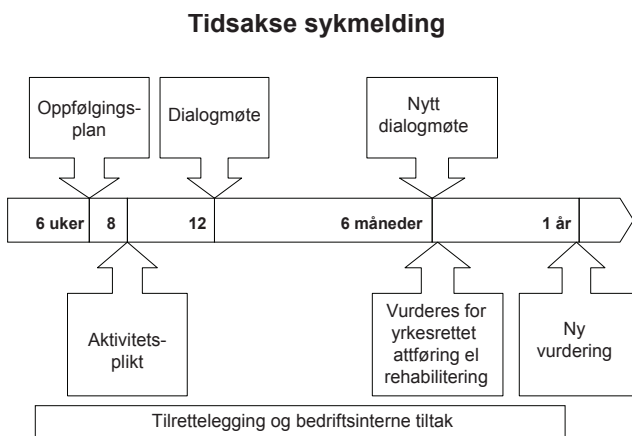 Tidsakse sykmelding
Oppfølgings-
plan
Dialogmøte
Nytt
dialogmøte
6 uker
8
12
6 måneder
1 år
Aktivitets-
plikt
Vurderes for
yrkesrettet
attføring el
rehabilitering
Ny
vurdering
Tilrettelegging og bedriftsinterne tiltak